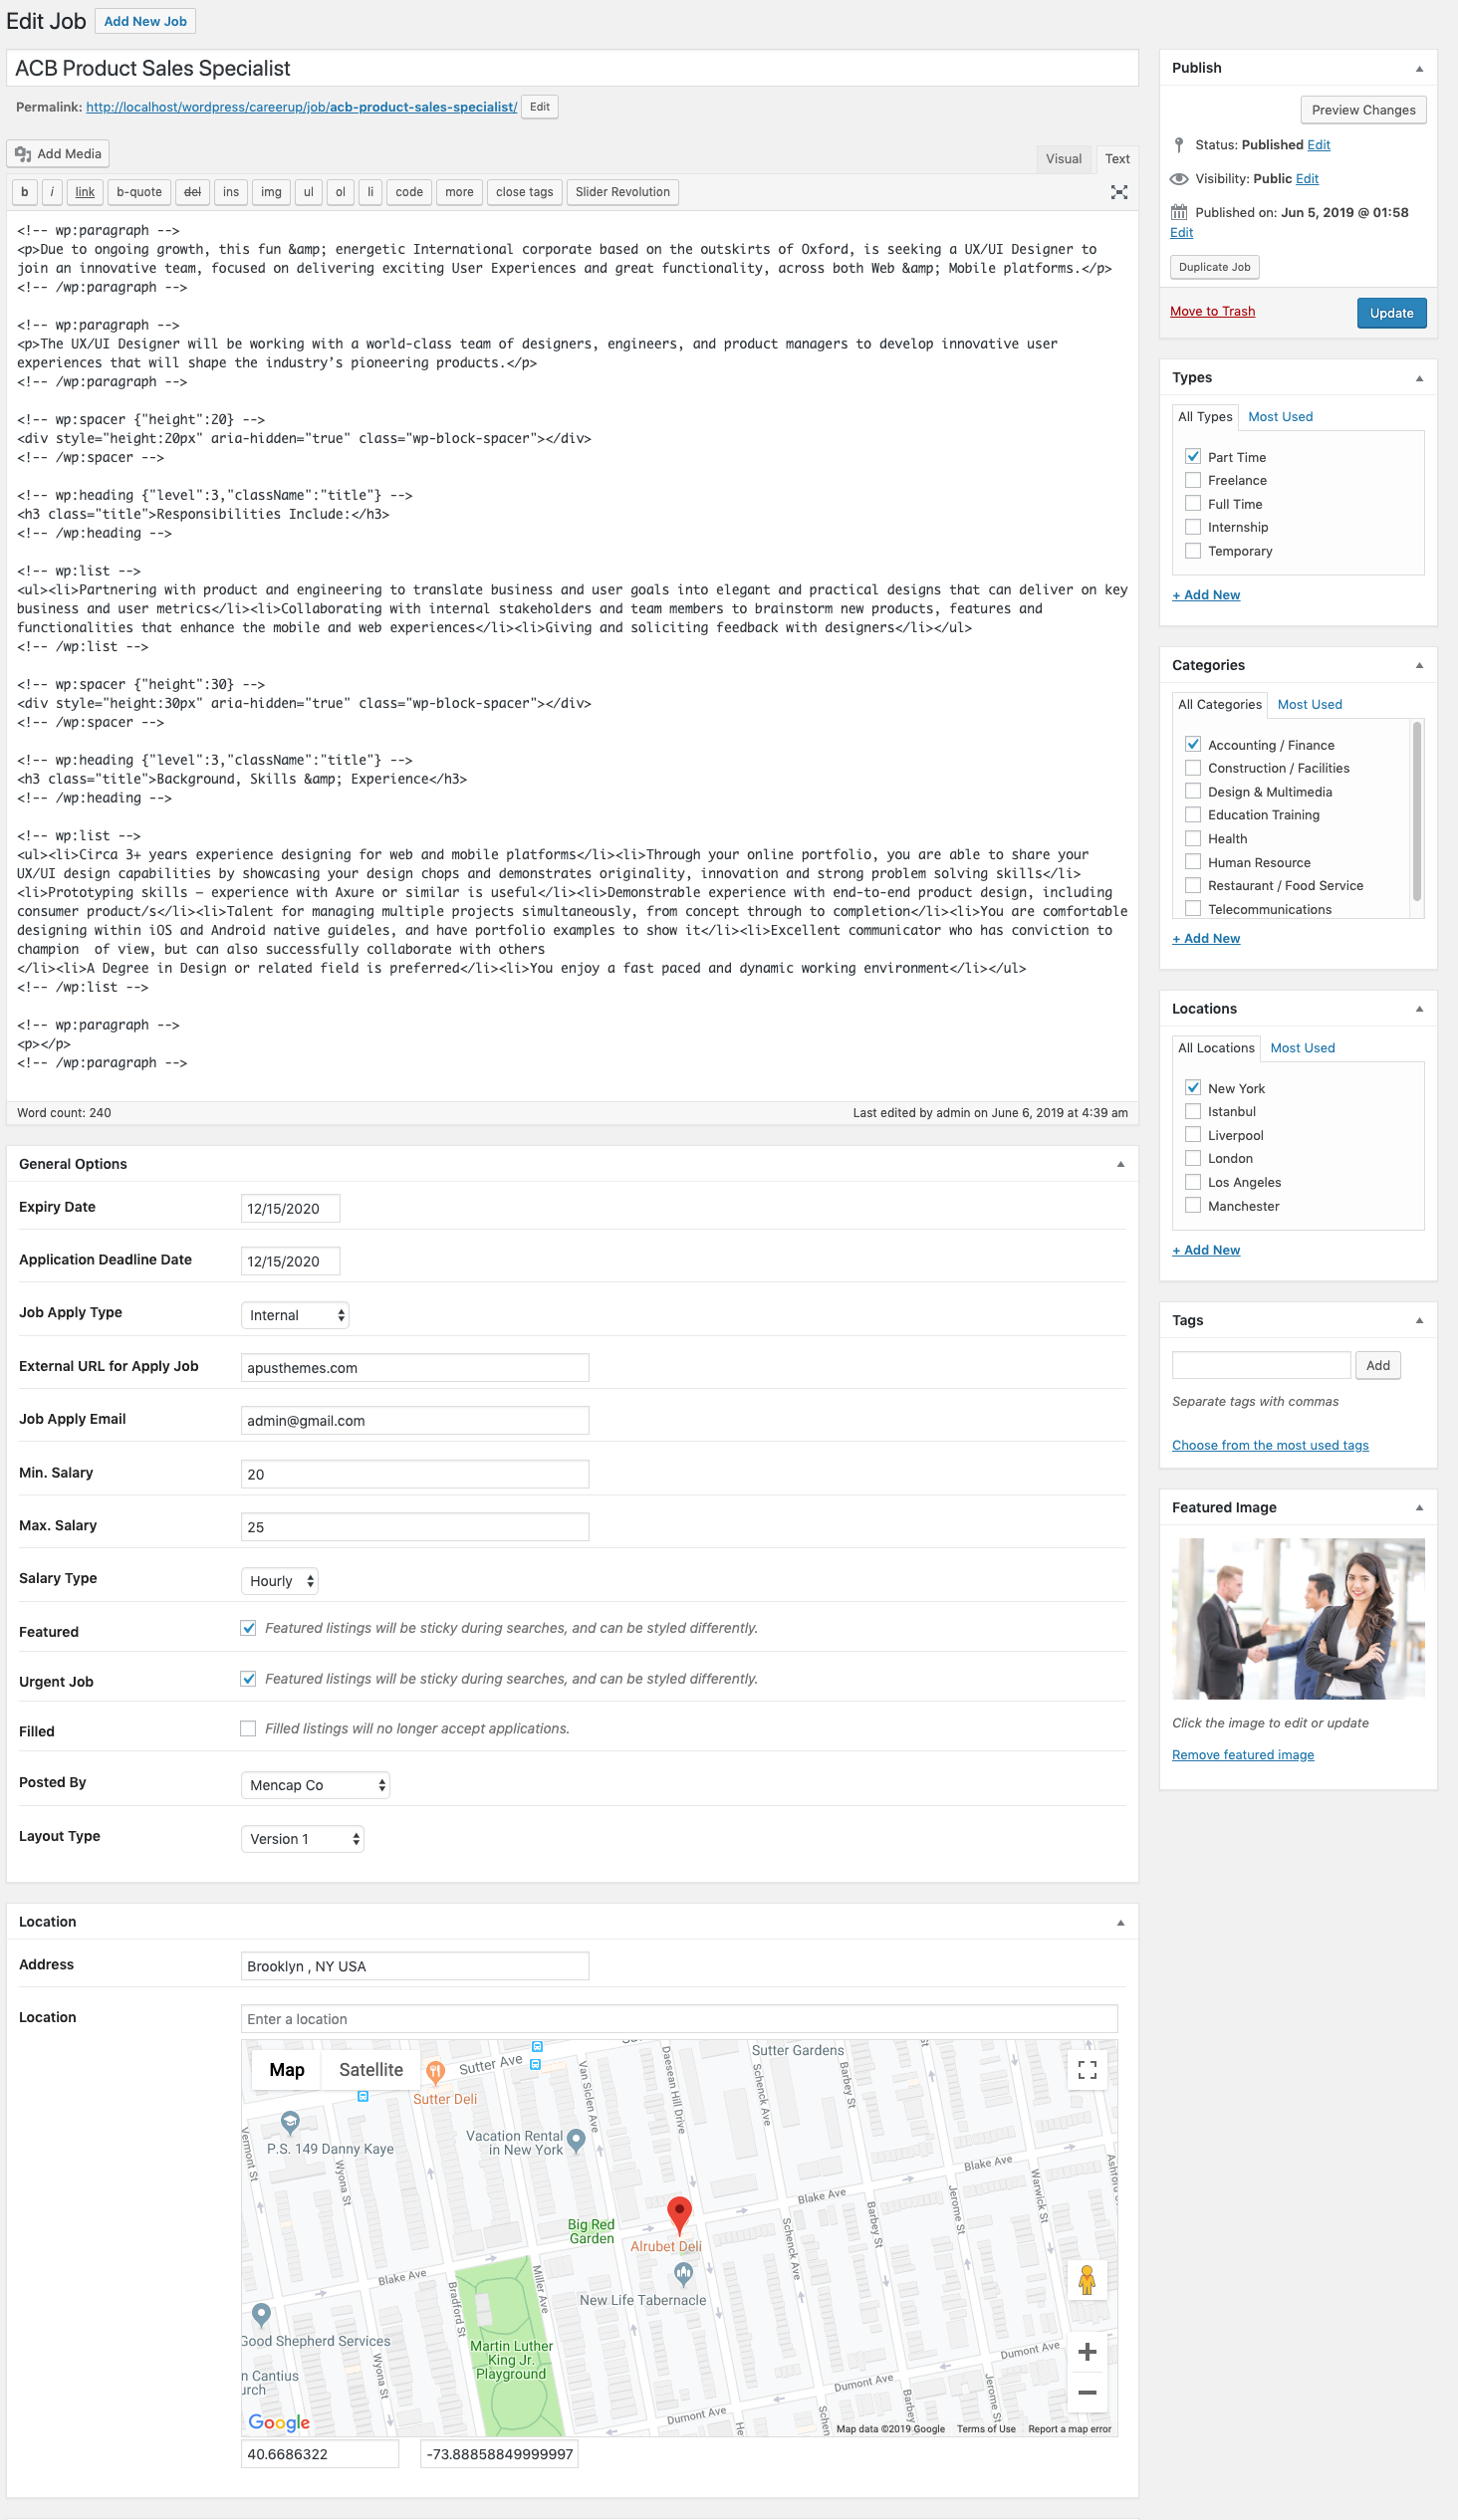 Edit Job
Add New Job
ACB Product Sales Specialist
Permalink: http://localhost/wordpress/careerup/job/acb-product-sales-specialist/ Edit
Add Media
Visual Text
b i link b-quote del ins img ul ol li code more close tags Slider Revolution
<!-- wp:paragraph -->
<p>Due to ongoing growth, this fun &amp; energetic International corporate based on the outskirts of Oxford, is seeking a UX/UI Designer to
join an innovative team, focused on delivering exciting User Experiences and great functionality, across both Web &amp; Mobile platforms.</p>
<!-- /wp:paragraph -->
<!-- wp:paragraph -->
<p>The UX/UI Designer will be working with a world-class team of designers, engineers, and product managers to develop innovative user
experiences that will shape the industry’s pioneering products.</p>
<!-- /wp:paragraph -->
<!-- wp:spacer {"height":20} -->
<div style="height:20px" aria-hidden="true" class="wp-block-spacer"></div>
<!-- /wp:spacer -->
<!-- wp:heading {"level":3,"className":"title"} -->
<h3 class="title">Responsibilities Include:</h3>
<!-- /wp:heading -->
<!-- wp:list -->
<ul><li>Partnering with product and engineering to translate business and user goals into elegant and practical designs that can deliver on key
business and user metrics</li><li>Collaborating with internal stakeholders and team members to brainstorm new products, features and
functionalities that enhance the mobile and web experiences</li><li>Giving and soliciting feedback with designers</li></ul>
<!-- /wp:list -->
<!-- wp:spacer {"height":30} -->
<div style="height:30px" aria-hidden="true" class="wp-block-spacer"></div>
<!-- /wp:spacer -->
<!-- wp:heading {"level":3,"className":"title"} -->
<h3 class="title">Background, Skills &amp; Experience</h3>
<!-- /wp:heading -->
<!-- wp:list -->
<ul><li>Circa 3+ years experience designing for web and mobile platforms</li><li>Through your online portfolio, you are able to share your
UX/UI design capabilities by showcasing your design chops and demonstrates originality, innovation and strong problem solving skills</li>
<li>Prototyping skills – experience with Axure or similar is useful</li><li>Demonstrable experience with end-to-end product design, including
consumer product/s</li><li>Talent for managing multiple projects simultaneously, from concept through to completion</li><li>You are comfortable
designing within iOS and Android native guideles, and have portfolio examples to show it</li><li>Excellent communicator who has conviction to
champion  of view, but can also successfully collaborate with others
</li><li>A Degree in Design or related field is preferred</li><li>You enjoy a fast paced and dynamic working environment</li></ul>
<!-- /wp:list -->
<!-- wp:paragraph -->
<p></p>
<!-- /wp:paragraph -->
Word count: 240
Last edited by admin on June 6, 2019 at 4:39 am
General Options
Expiry Date 12/15/2020
Application Deadline Date 12/15/2020
Job Apply Type Internal
External URL for Apply Job apusthemes.com
Job Apply Email admin@gmail.com
Min. Salary 20
Max. Salary 25
Salary Type Hourly
Featured Featured listings will be sticky during searches, and can be styled differently.
Urgent Job Featured listings will be sticky during searches, and can be styled differently.
Filled Filled listings will no longer accept applications.
Posted By Mencap Co
Layout Type Version 1
Location
Address Brooklyn , NY USA
Location Enter a location
Map Satellite
Sutter Ave
Sutter Gardens
Sutter Deli
P.S. 149 Danny Kaye
Vacation Rental
in New York
Van Siclen Ave
Daesean Hill Drive
Schenck Ave
Barbey St
Vermont St
Wyona St
Blake Ave
Warwick St
Jerome St
Blake Ave
Barbey St
Schenck Ave
Big Red
Garden
Alrubet Deli
New Life Tabernacle
Blake Ave
Bradford St
Miller Ave
Good Shepherd Services
Martin Luther
King Jr.
Playground
Wyona St
Dumont Ave
Dumont Ave
Dumont Ave
Jerome St
Barbey
Google
Map data ©2019 Google Terms of Use Report a map error
40.6686322 -73.88858849999997
Publish
Preview Changes
Status: Published Edit
Visibility: Public Edit
Published on: Jun 5, 2019 @ 01:58
Edit
Duplicate Job
Move to Trash Update
Types
All Types Most Used
Part Time
Freelance
Full Time
Internship
Temporary
+ Add New
Categories
All Categories Most Used
Accounting / Finance
Construction / Facilities
Design & Multimedia
Education Training
Health
Human Resource
Restaurant / Food Service
Telecommunications
+ Add New
Locations
All Locations Most Used
New York
Istanbul
Liverpool
London
Los Angeles
Manchester
+ Add New
Tags
Add
Separate tags with commas
Choose from the most used tags
Featured Image
Click the image to edit or update
Remove featured image